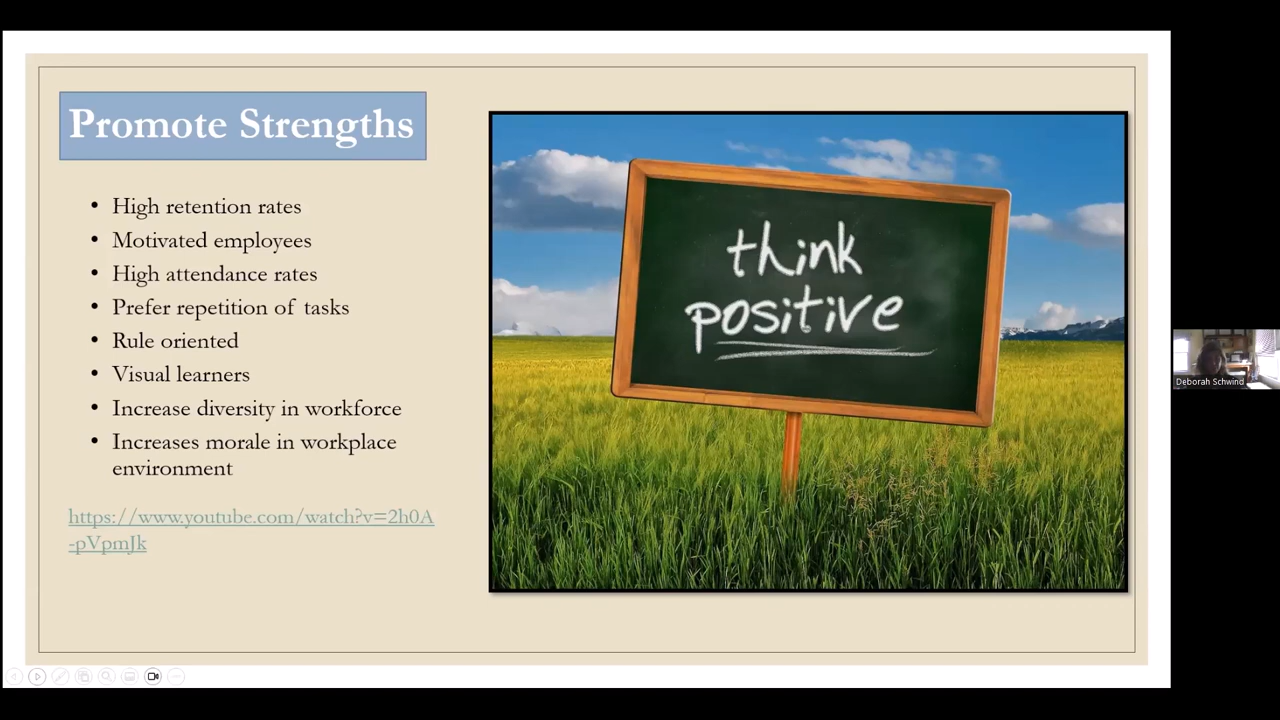 Promote Strengths
• High retention rates
• Motivated employees
• High attendance rates
• Prefer repetition of tasks
• Rule oriented
• Visual learners
• Increase diversity in workforce
• Increases morale in workplace
environment
https://www.youtube.com/watch?v=2h0A
-pVpmJk
think
positive
Deborah Schwind